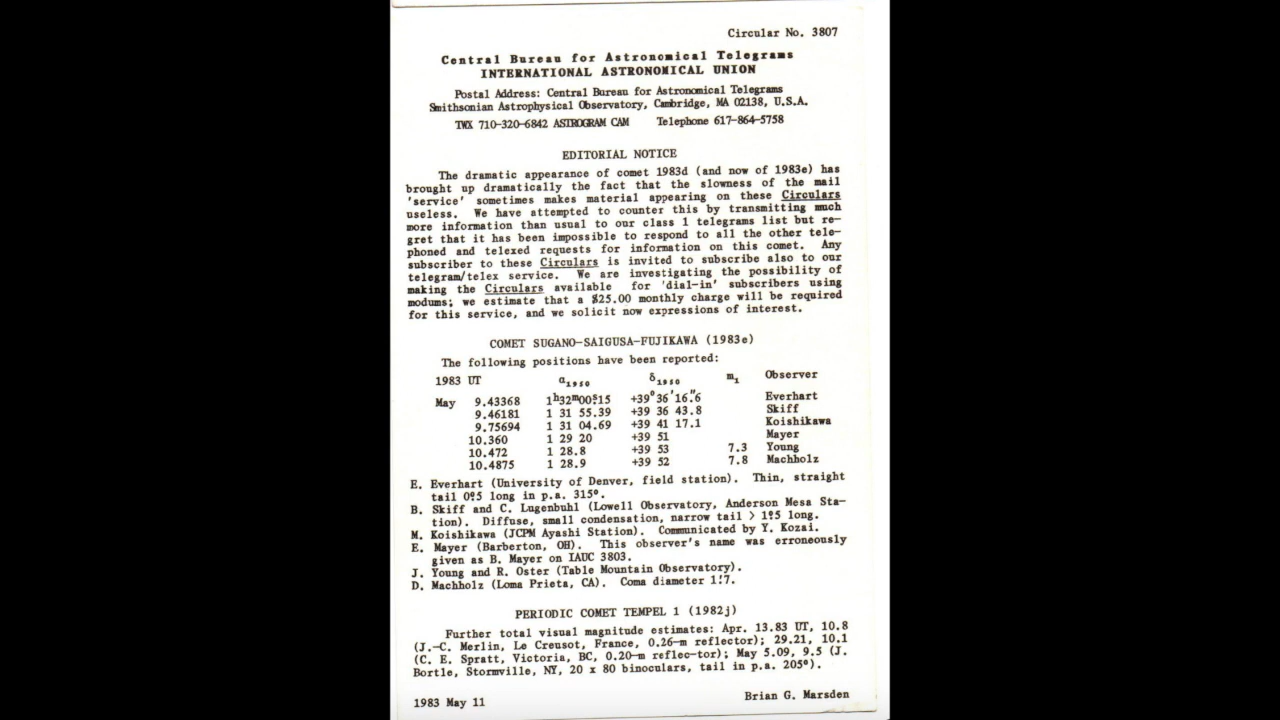 Circular No. 3807
Central Bureau for Astronomical Telegrams
INTERNATIONAL ASTRONOMICAL UNION
Postal Address: Central Bureau for Astronomical Telegrams
Smithsonian Astrophysical Observatory, Cambridge, MA 02138, U.S.A.
TWX 710-320-6842 ASTROGRAM CAM Telephone 617-864-5758
EDITORIAL NOTICE
The dramatic appearance of comet 1983d (and now of 1983e) has
brought up dramatically the fact that the slowness of the mail
'service' sometimes makes material appearing on these Circulars
useless. We have attempted to counter this by transmitting much
more information than usual to our class 1 telegrams list but re-
gret that it has been impossible to respond to all the other tele-
phoned and telexed requests for information on this comet. Any
subscriber to these Circulars is invited to subscribe also to our
telegram/telex service. We are investigating the possibility of
making the Circulars available for 'dial-in' subscribers using
modums; we estimate that a $25.00 monthly charge will be required
for this service, and we solicit now expressions of interest.
COMET SUGANO-SAIGUSA-FUJIKAWA (1983e)
The following positions have been reported:
1983 UT α1950 δ1950 m1 Observer
May 9.43368 1h32m00s15 +39°36'16"6 Everhart
9.46181 1 31 55.39 +39 36 43.8 Skiff
9.75694 1 31 04.69 +39 41 17.1 Koishikawa
10.360 1 29 20 +39 51 Mayer
10.472 1 28.8 +39 53 7.3 Young
10.4875 1 28.9 +39 52 7.8 Machholz
E. Everhart (University of Denver, field station). Thin, straight
tail 0°5 long in p.a. 315°.
B. Skiff and C. Lugenbuhl (Lowell Observatory, Anderson Mesa Sta-
tion). Diffuse, small condensation, narrow tail > 1°5 long.
M. Koishikawa (JCPM Ayashi Station). Communicated by Y. Kozai.
E. Mayer (Barberton, OH). This observer's name was erroneously
given as B. Mayer on IAUC 3803.
J. Young and R. Oster (Table Mountain Observatory).
D. Machholz (Loma Prieta, CA). Coma diameter 1!7.
PERIODIC COMET TEMPEL 1 (1982j)
Further total visual magnitude estimates: Apr. 13.83 UT, 10.8
(J.-C. Merlin, Le Creusot, France, 0.26-m reflector); 29.21, 10.1
(C. E. Spratt, Victoria, BC, 0.20-m reflec-tor); May 5.09, 9.5 (J.
Bortle, Stormville, NY, 20 x 80 binoculars, tail in p.a. 205°).
1983 May 11 Brian G. Marsden